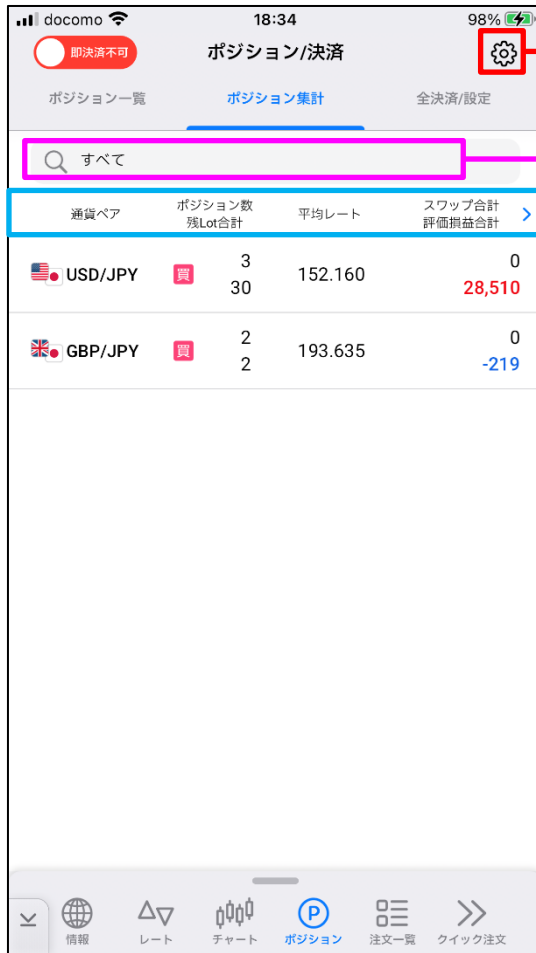 docomo 18:34 98%
即決済不可 ポジション/決済
ポジション一覧 ポジション集計 全決済/設定
すべて
通貨ペア ポジション数 平均レート スワップ合計
残Lot合計 評価損益合計
USD/JPY 買 3 152.160 0
30 28,510
GBP/JPY 買 2 193.635 0
2 -219
P
情報 レート チャート ポジション 注文一覧 クイック注文